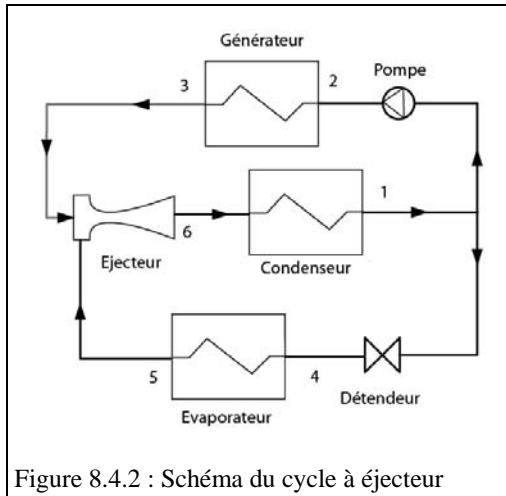 Générateur
Pompe
3
2
1
6
Ejecteur
Condenseur
5
4
Evaporateur
Détendeur
Figure 8.4.2 : Schéma du cycle à éjecteur